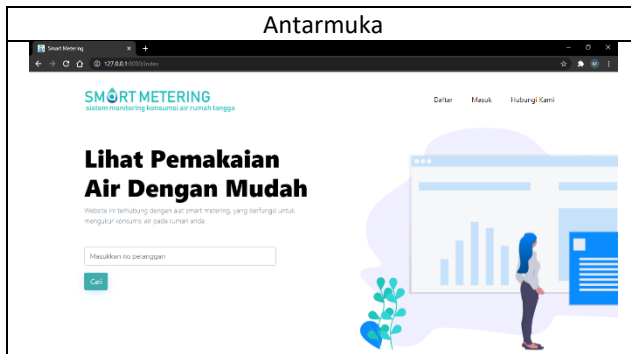 Antarmuka
Smart Metering
127.0.0.1:8000/index
SMART METERING
sistem monitoring konsumsi air rumah tangga
Daftar Masuk Hubungi Kami
Lihat Pemakaian
Air Dengan Mudah
Website ini terhubung dengan alat smart metering, yang berfungsi untuk
mengukur konsumsi air pada rumah anda.
Masukkan no pelanggan
Cari